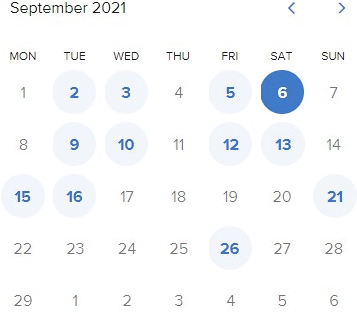 September 2021
MON TUE WED THU FRI SAT SUN
1 2 3 4 5 6 7
8 9 10 11 12 13 14
15 16 17 18 19 20 21
22 23 24 25 26 27 28
29 1 2 3 4 5 6